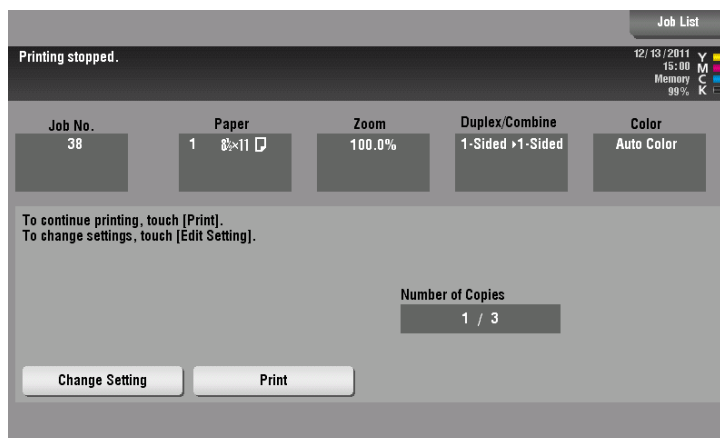 Job List
Printing stopped.
12/13/2011
15:00
Memory
99%
Y
M
C
K
Job No.
38
Paper
1 8½×11
Zoom
100.0%
Duplex/Combine
1-Sided ▸1-Sided
Color
Auto Color
To continue printing, touch [Print].
To change settings, touch [Edit Setting].
Number of Copies
1 / 3
Change Setting
Print